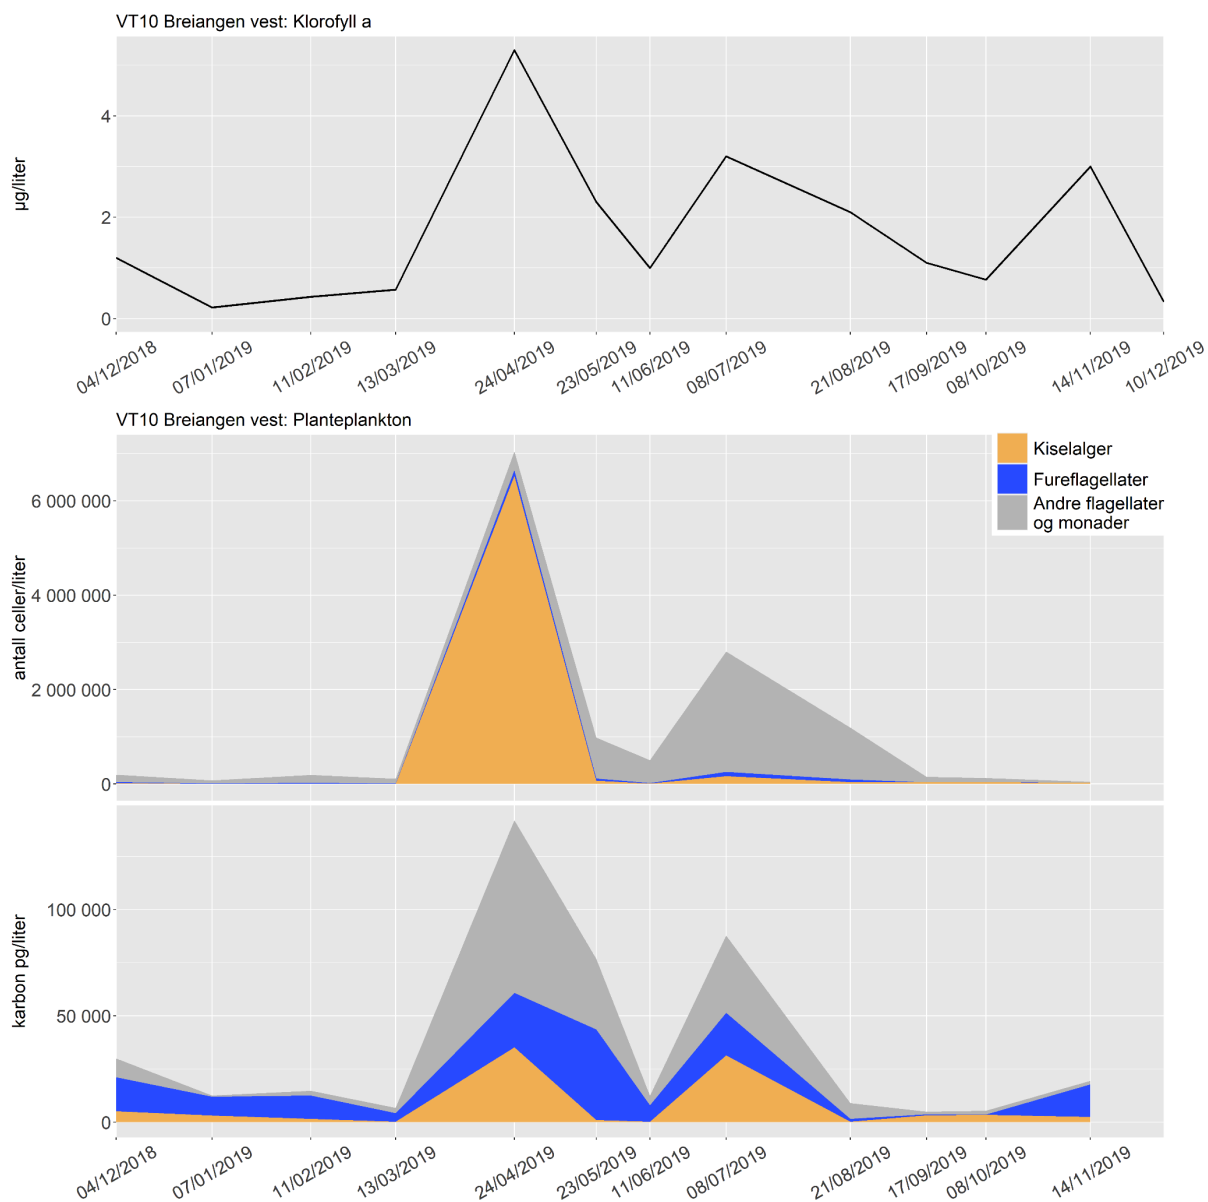 VT10 Breiangen vest: Klorofyll a
µg/liter
4
2
0
04/12/2018
07/01/2019
11/02/2019
13/03/2019
24/04/2019
23/05/2019
11/06/2019
08/07/2019
21/08/2019
17/09/2019
08/10/2019
14/11/2019
10/12/2019
VT10 Breiangen vest: Planteplankton
Kiselalger
Fureflagellater
Andre flagellater
og monader
antall celler/liter
6 000 000
4 000 000
2 000 000
0
karbon pg/liter
100 000
50 000
0
04/12/2018
07/01/2019
11/02/2019
13/03/2019
24/04/2019
23/05/2019
11/06/2019
08/07/2019
21/08/2019
17/09/2019
08/10/2019
14/11/2019